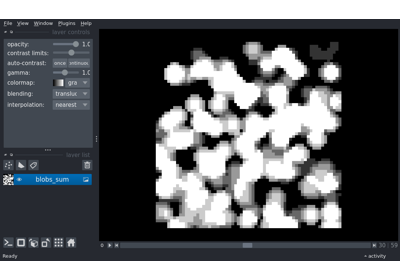 File View Window Plugins Help
layer controls
opacity: 1.0
contrast limits:
auto-contrast: once
gamma: 1.0
colormap: gra
blending: translu
interpolation: nearest
layer list
blobs_sum
0 30 59
Ready activity